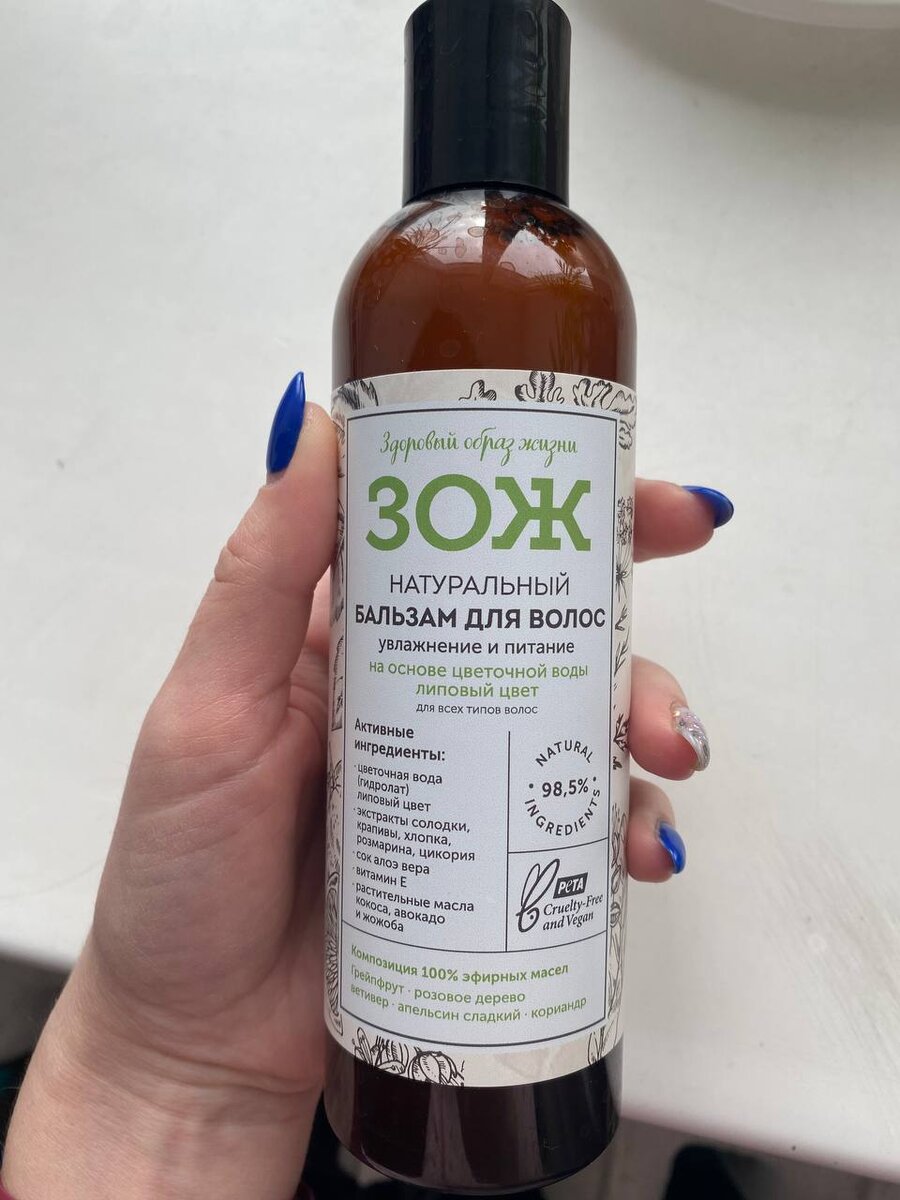 Здоровый образ жизни
ЗОЖ
НАТУРАЛЬНЫЙ
БАЛЬЗАМ ДЛЯ ВОЛОС
увлажнение и питание
на основе цветочной воды
липовый цвет
для всех типов волос
Активные
ингредиенты:
· цветочная вода
(гидролат)
липовый цвет
· экстракты солодки,
крапивы, хлопка,
розмарина, цикория
· сок алоэ вера
· витамин Е
· растительные масла
кокоса, авокадо
и жожоба
NATURAL
98,5%
INGREDIENTS
PETA
Cruelty-Free
and Vegan
Композиция 100% эфирных масел
Грейпфрут · розовое дерево
ветивер · апельсин сладкий · кориандр